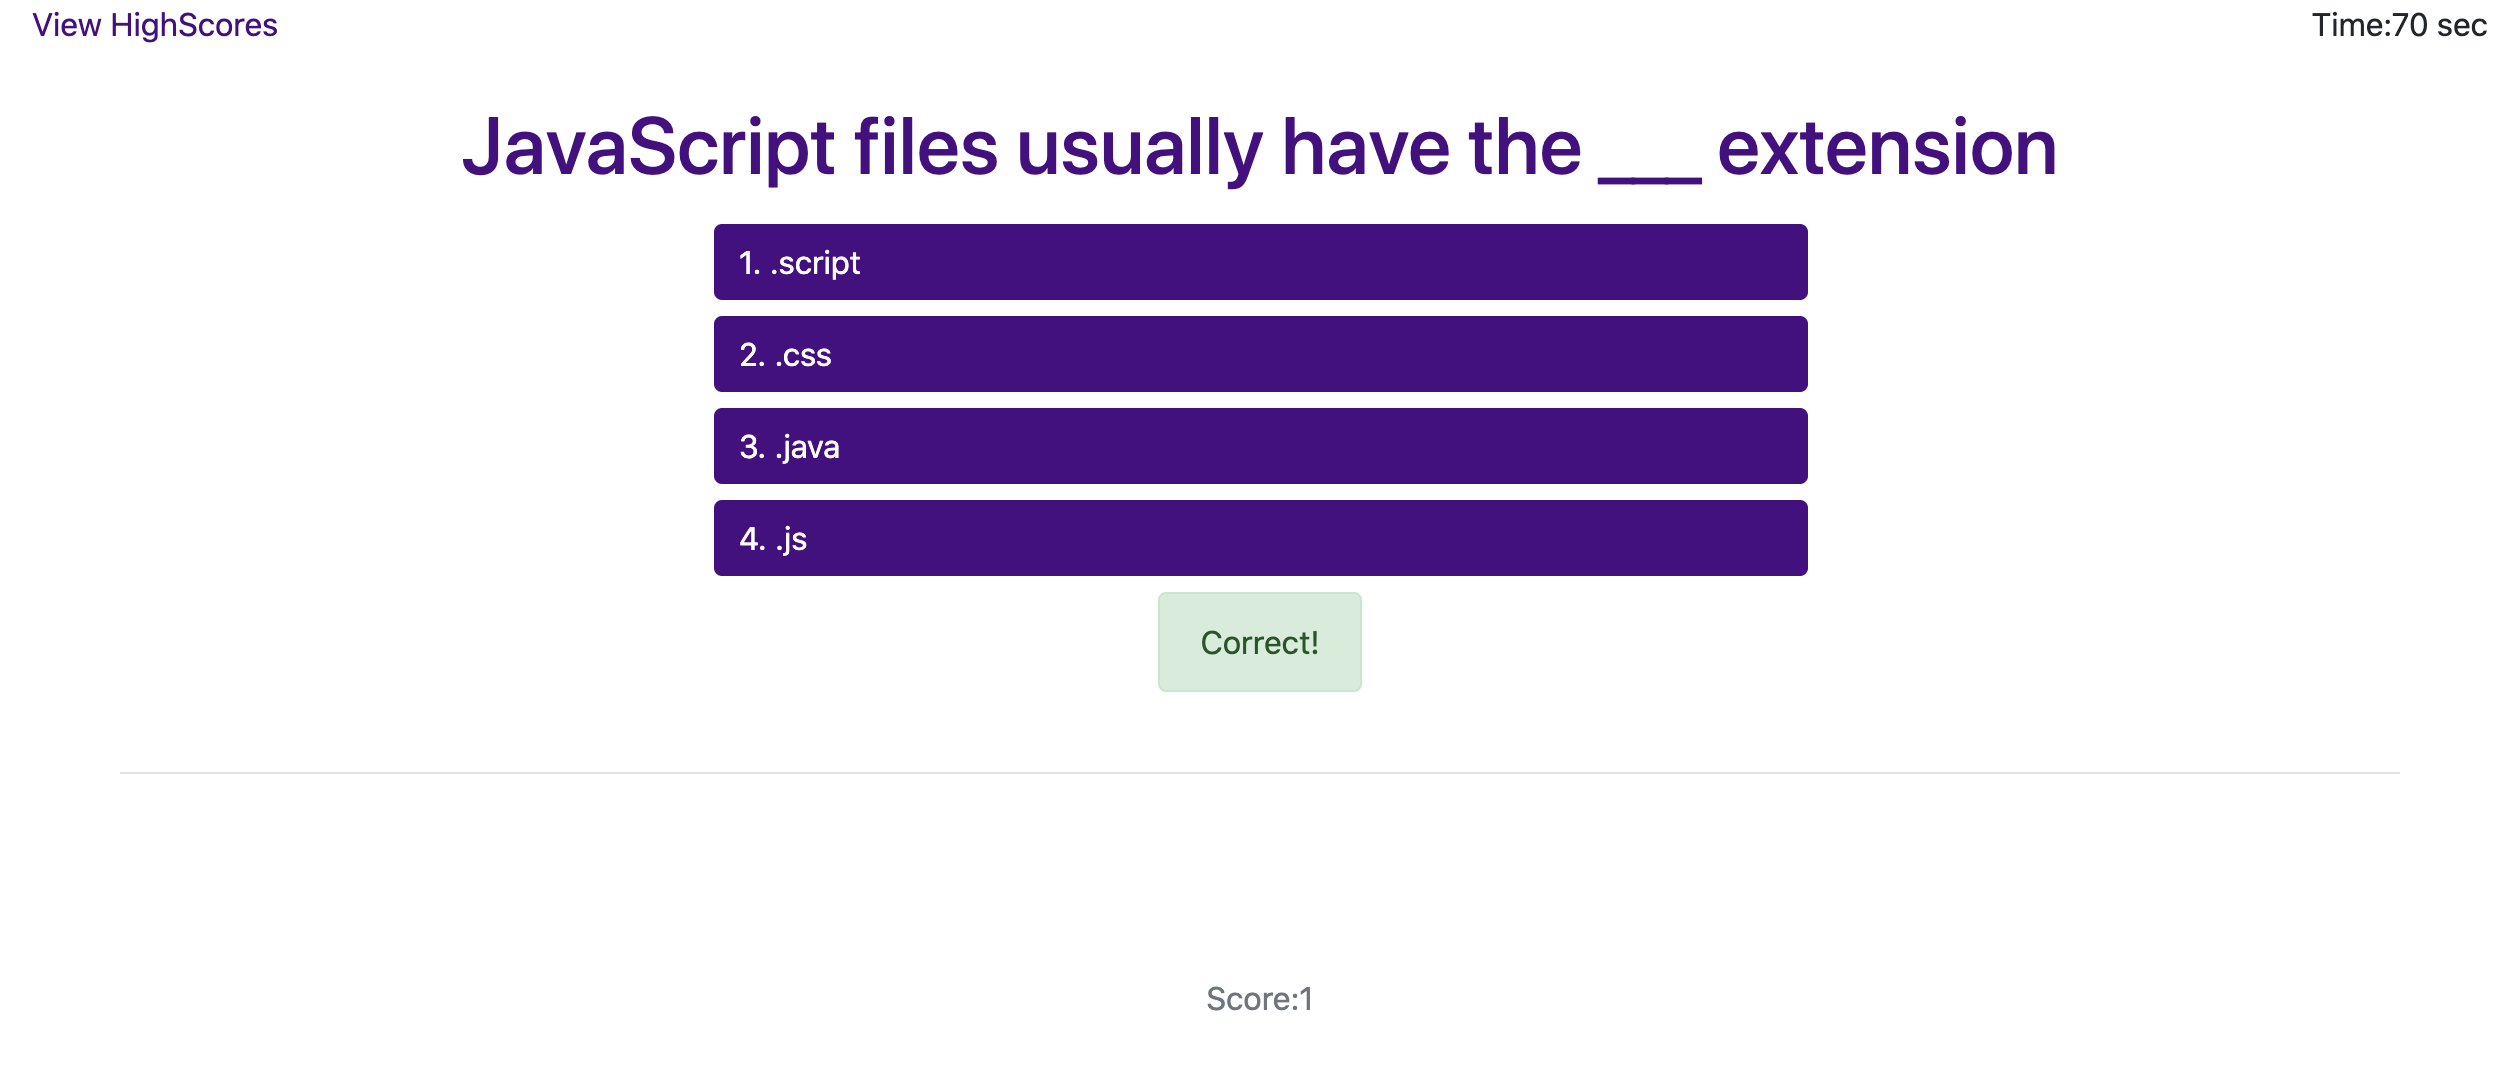 View HighScores
Time:70 sec
JavaScript files usually have the ___ extension
1. .script
2. .css
3. .java
4. .js
Correct!
Score:1